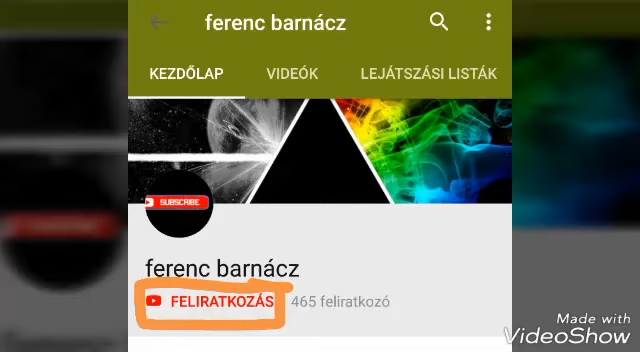 ferenc barnácz
KEZDŐLAP VIDEÓK LEJÁTSZÁSI LISTÁK
SUBSCRIBE
ferenc barnácz
FELIRATKOZÁS 465 feliratkozó
Made with
VideoShow